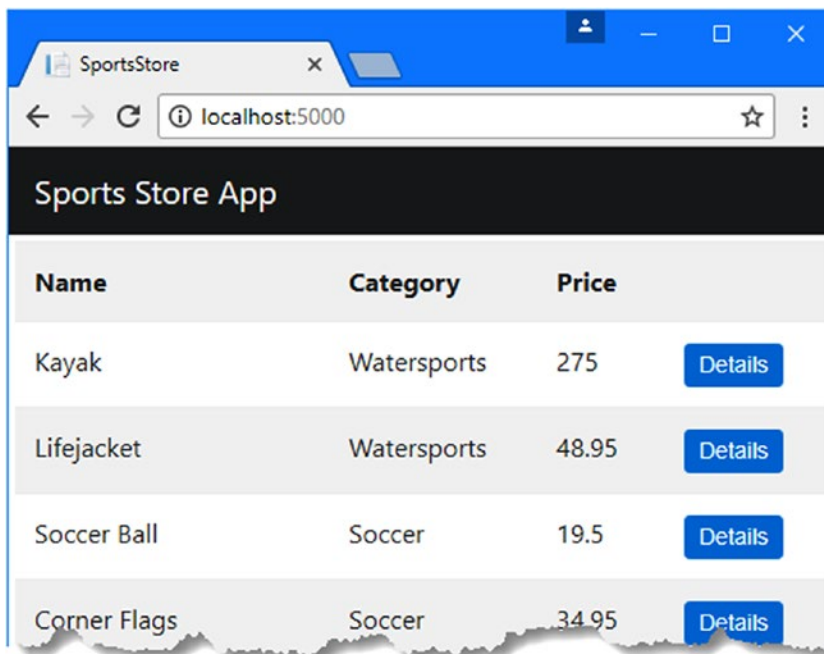 SportsStore
localhost:5000
Sports Store App
Name Category Price
Kayak Watersports 275 Details
Lifejacket Watersports 48.95 Details
Soccer Ball Soccer 19.5 Details
Corner Flags Soccer 34.95 Details